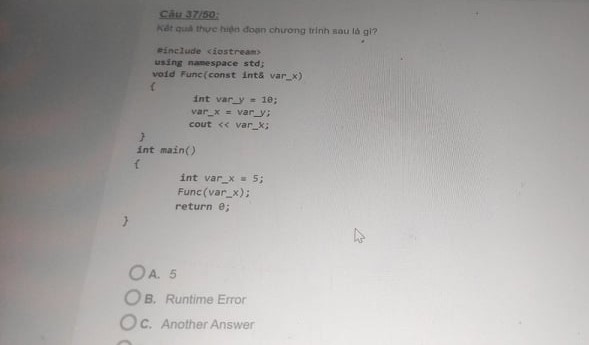 Câu 37/50:
Kết quả thực hiện đoạn chương trình sau là gì?
#include <iostream>
using namespace std;
void Func(const int& var_x)
{
int var_y = 10;
var_x = var_y;
cout << var_x;
}
int main()
{
int var_x = 5;
Func(var_x);
return 0;
}
A. 5
B. Runtime Error
C. Another Answer